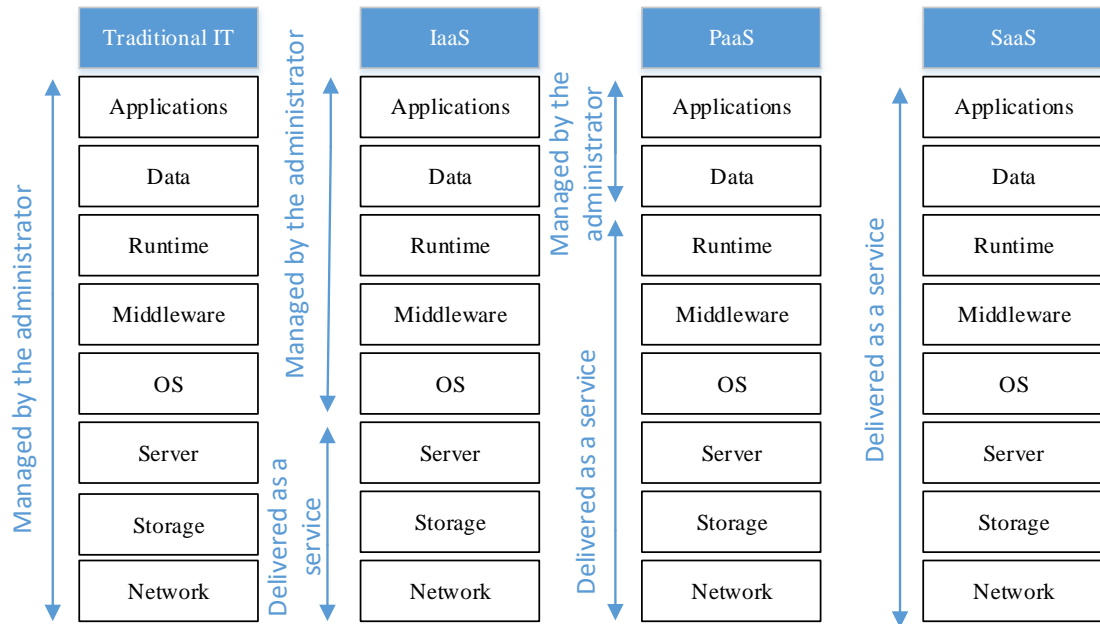 Traditional IT
IaaS
PaaS
SaaS
Managed by the administrator
Applications
Data
Runtime
Middleware
OS
Server
Storage
Network
Managed by the administrator
Delivered as a
service
Applications
Data
Runtime
Middleware
OS
Server
Storage
Network
Managed by the
administrator
Delivered as a service
Applications
Data
Runtime
Middleware
OS
Server
Storage
Network
Delivered as a service
Applications
Data
Runtime
Middleware
OS
Server
Storage
Network